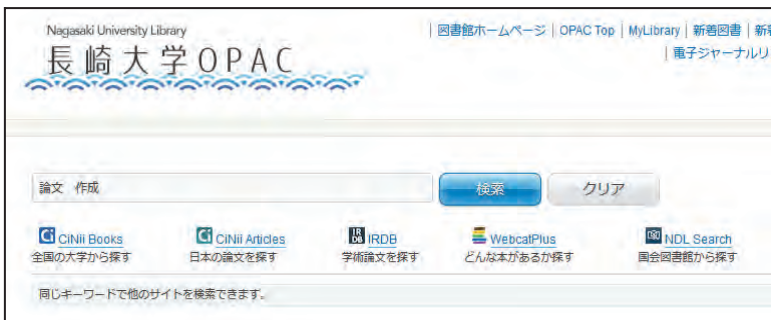 Nagasaki University Library
長崎大学OPAC
| 図書館ホームページ | OPAC Top | MyLibrary | 新着図書 |
| 電子ジャーナルリ
論文 作成
検索
クリア
CiNii Books
全国の大学から探す
CiNii Articles
日本の論文を探す
IRDB
学術論文を探す
WebcatPlus
どんな本があるか探す
NDL Search
国会図書館から探す
同じキーワードで他のサイトを検索できます。